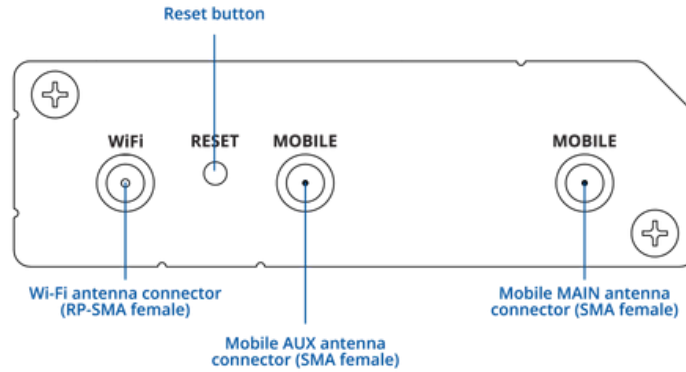 Reset button
WiFi
RESET
MOBILE
MOBILE
Wi-Fi antenna connector
(RP-SMA female)
Mobile AUX antenna
connector (SMA female)
Mobile MAIN antenna
connector (SMA female)